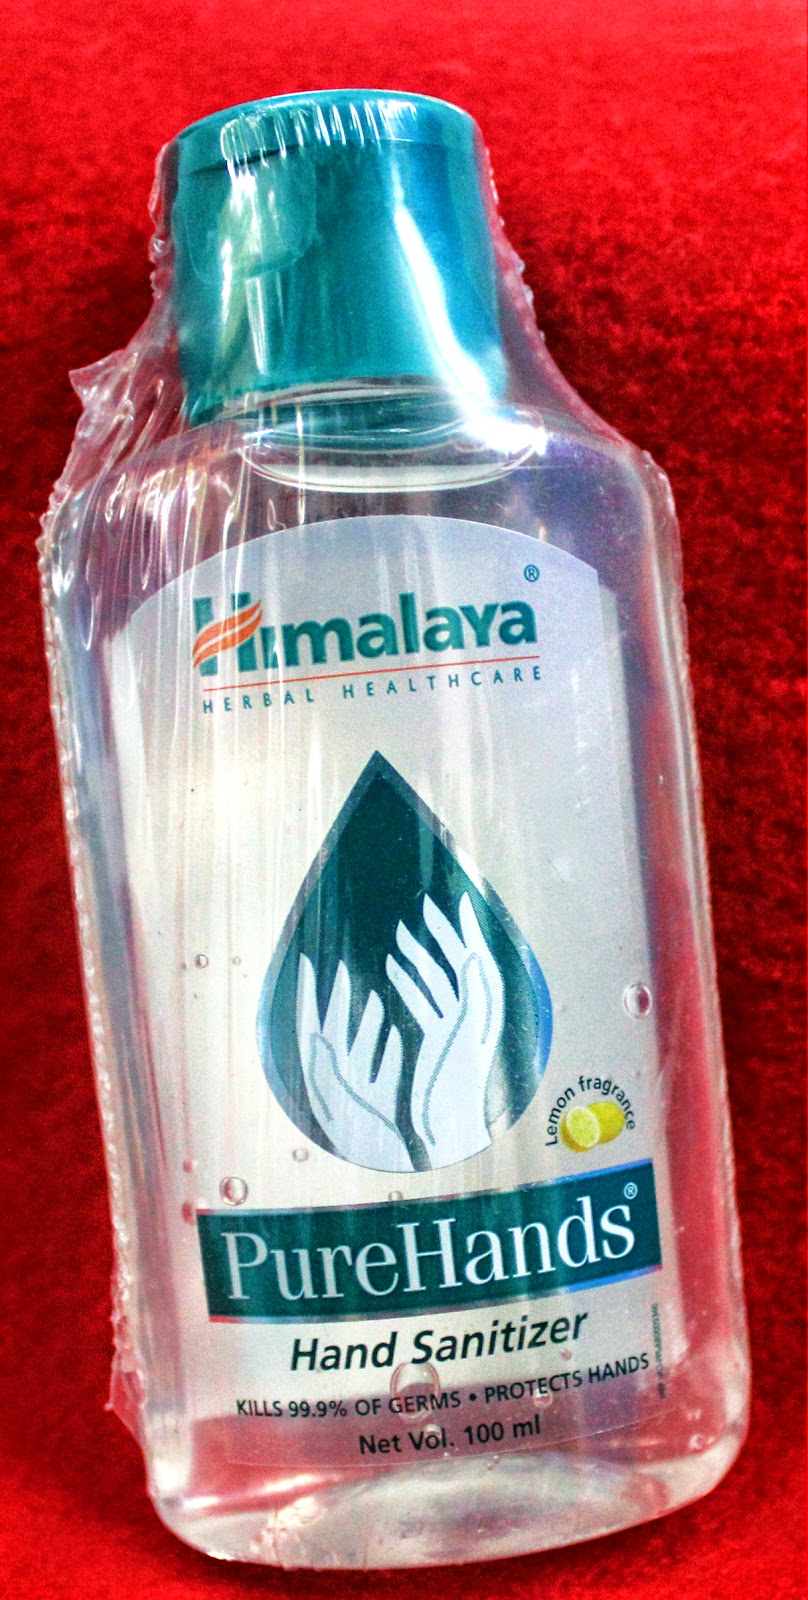 Himalaya®
HERBAL HEALTHCARE
Lemon fragrance
PureHands®
Hand Sanitizer
KILLS 99.9% OF GERMS • PROTECTS HANDS
Net Vol. 100 ml